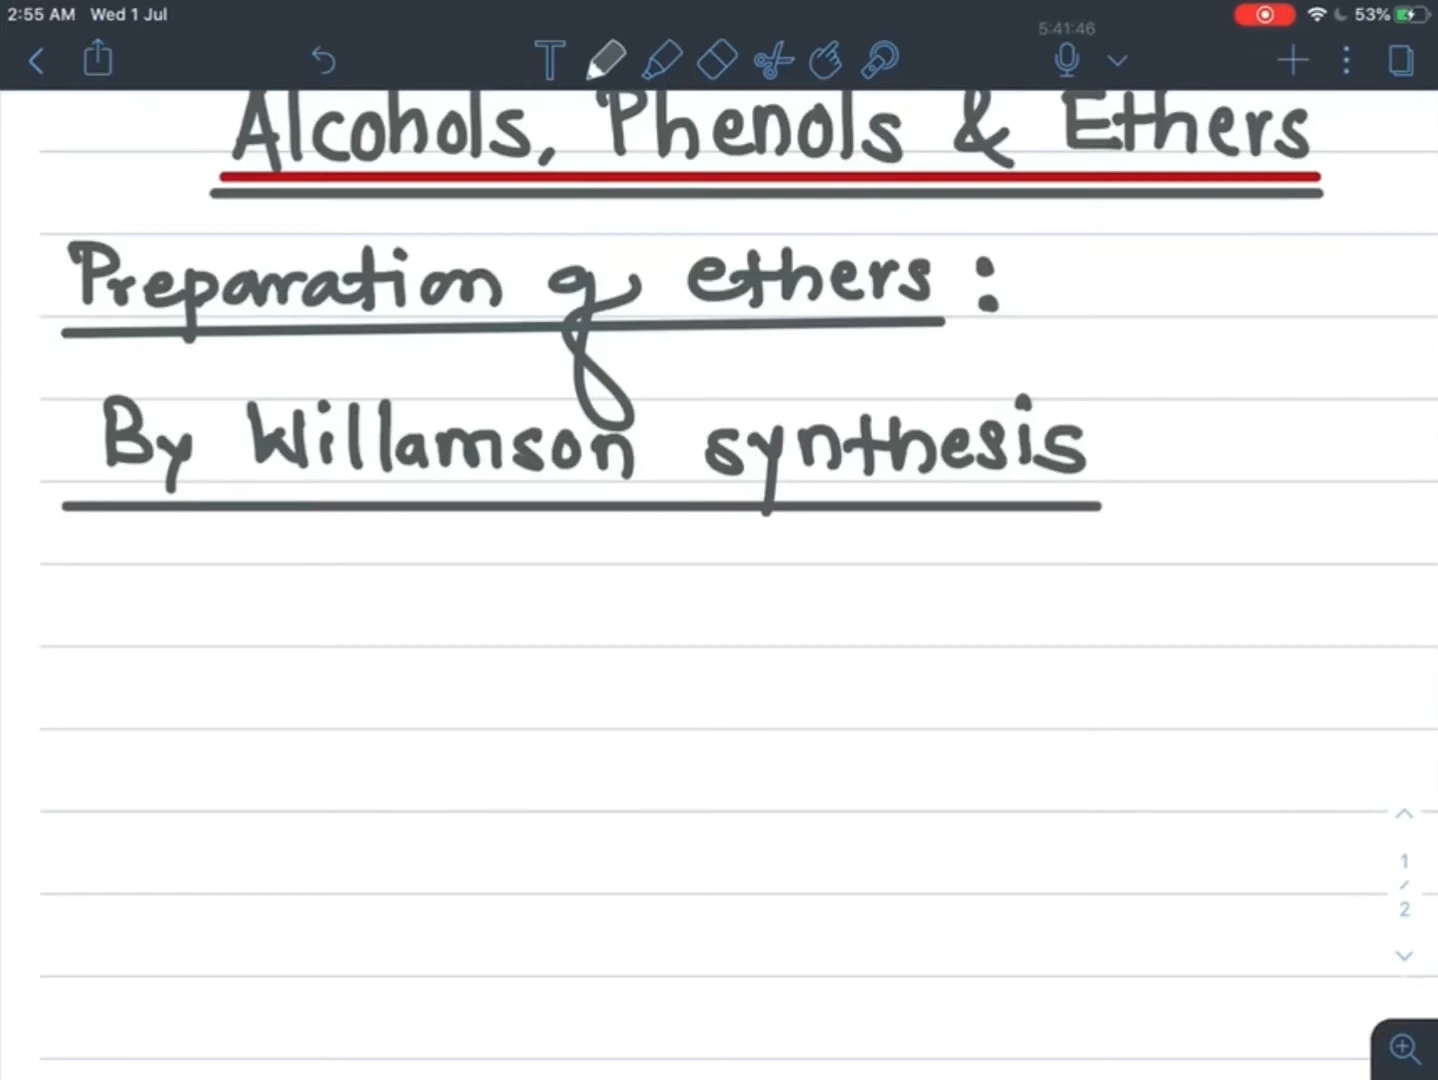 2:55 AM Wed 1 Jul
53%
5:41:46
T
Alcohols, Phenols & Ethers
Preparation of ethers :
By Willamson synthesis
1
/
2